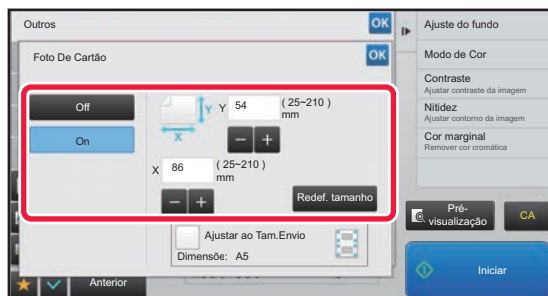 Outros
OK
Foto De Cartão
OK
Off
On
Y
Y 54 ( 25~210 )
mm
X
X 86 ( 25~210 )
mm
Redef. tamanho
Ajustar ao Tam.Envio
Dimensõe: A5
Anterior
Ajuste do fundo
Modo de Cor
Contraste
Ajustar contraste da imagem
Nitidez
Ajustar contorno da imagem
Cor marginal
Remover cor cromática
Pré-
visualização
CA
Iniciar